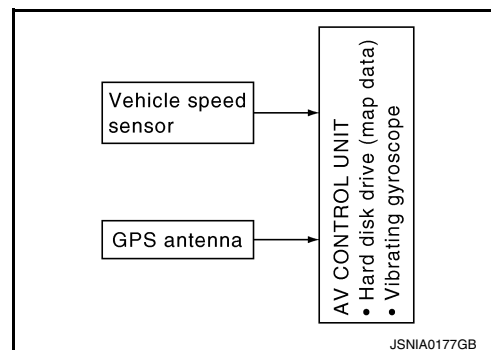 Vehicle speed
sensor
GPS antenna
AV CONTROL UNIT
• Hard disk drive (map data)
• Vibrating gyroscope
JSNIA0177GB